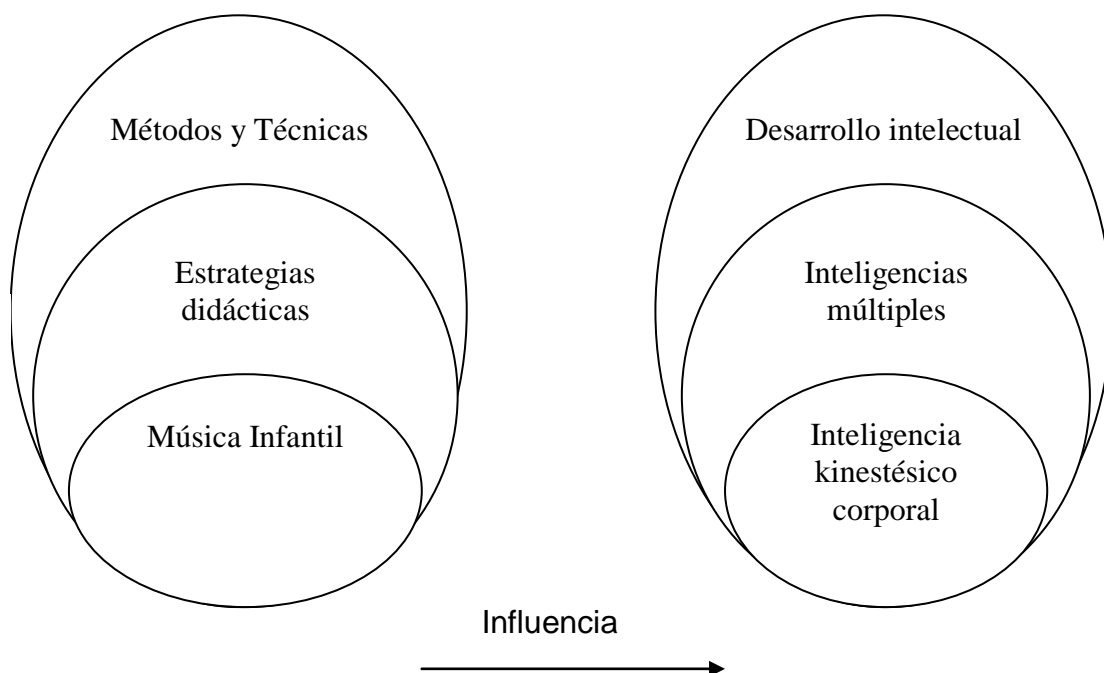 Métodos y Técnicas
Estrategias
didácticas
Música Infantil
Desarrollo intelectual
Inteligencias
múltiples
Inteligencia
kinestésico
corporal
Influencia